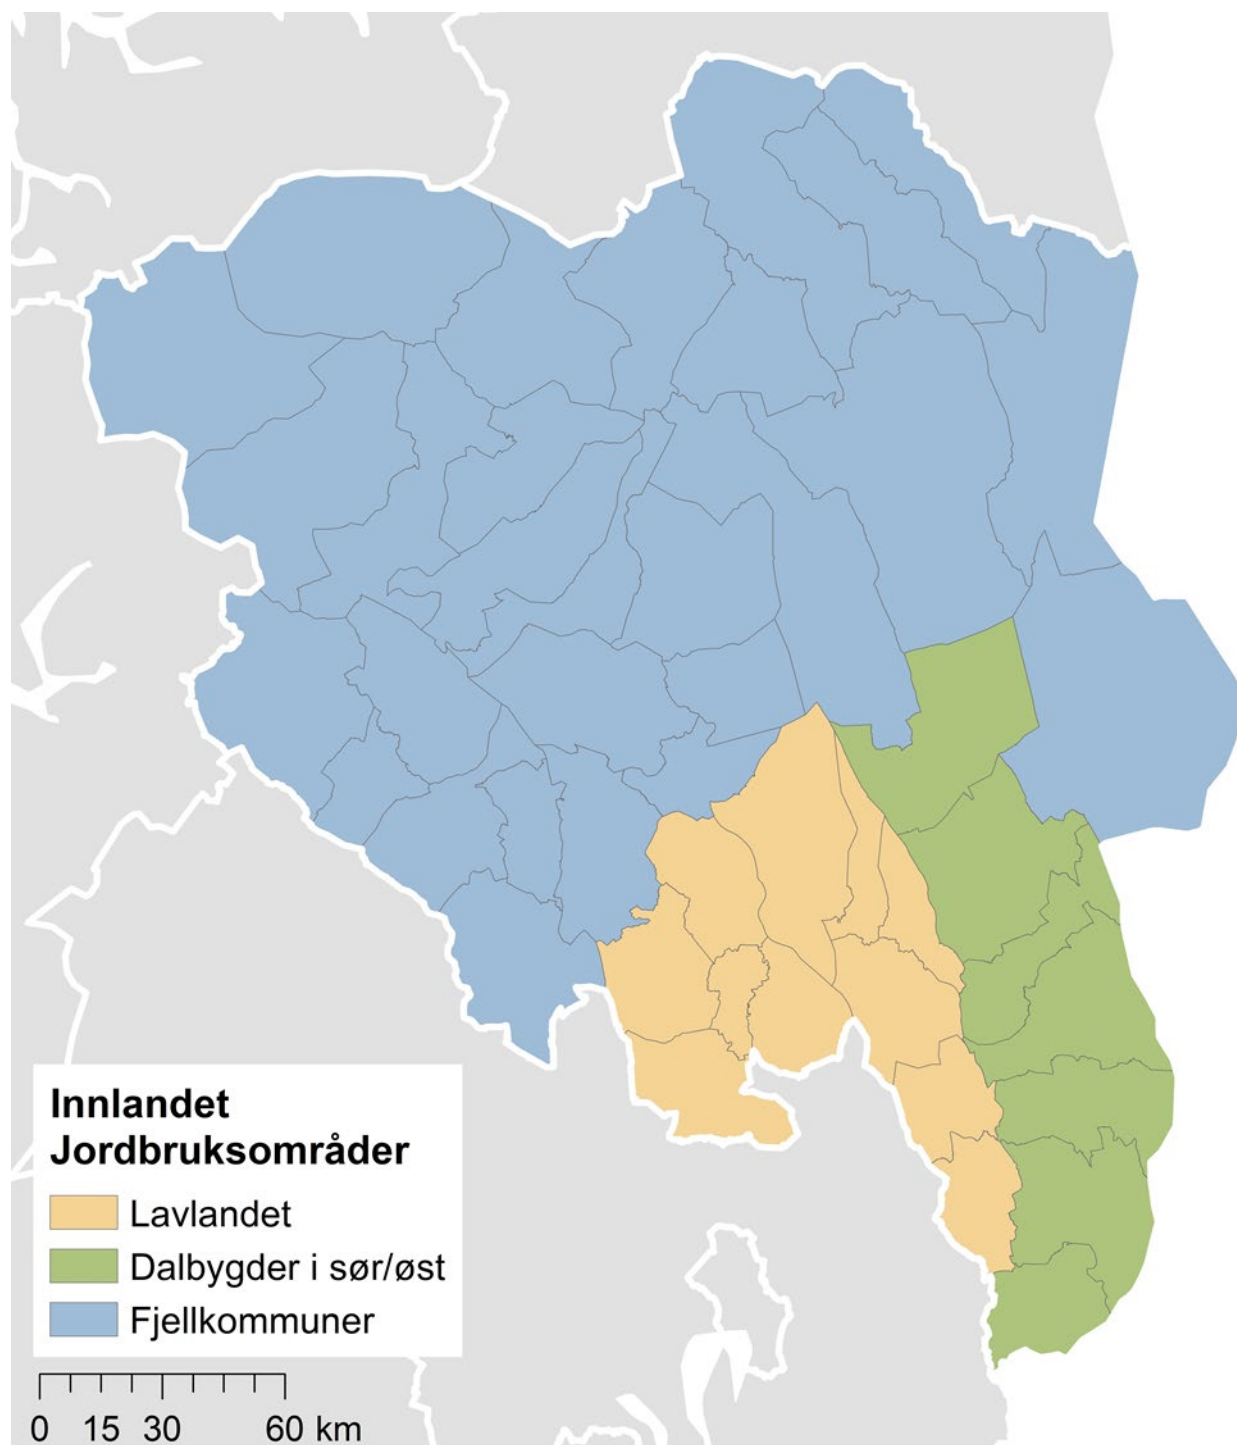 Innlandet
Jordbruksområder
Lavlandet
Dalbygder i sør/øst
Fjellkommuner
0 15 30 60 km